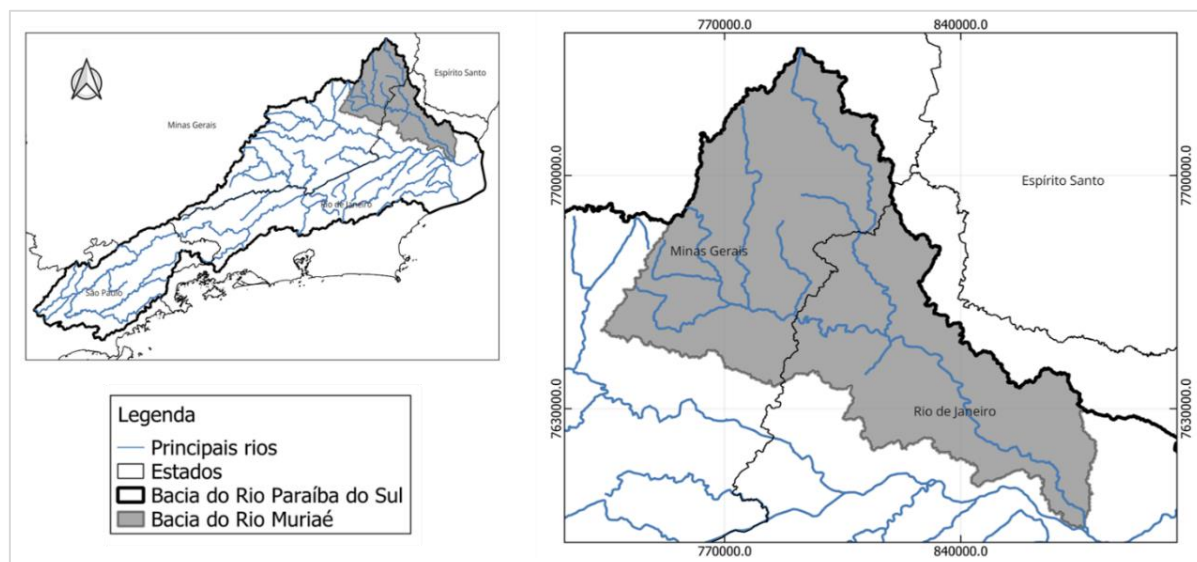 Espírito Santo
Minas Gerais
Rio de Janeiro
São Paulo
Legenda
Principais rios
Estados
Bacia do Rio Paraíba do Sul
Bacia do Rio Muriaé
770000.0
840000.0
7700000.0
7700000.0
Espírito Santo
Minas Gerais
Rio de Janeiro
7630000.0
7630000.0
770000.0
840000.0